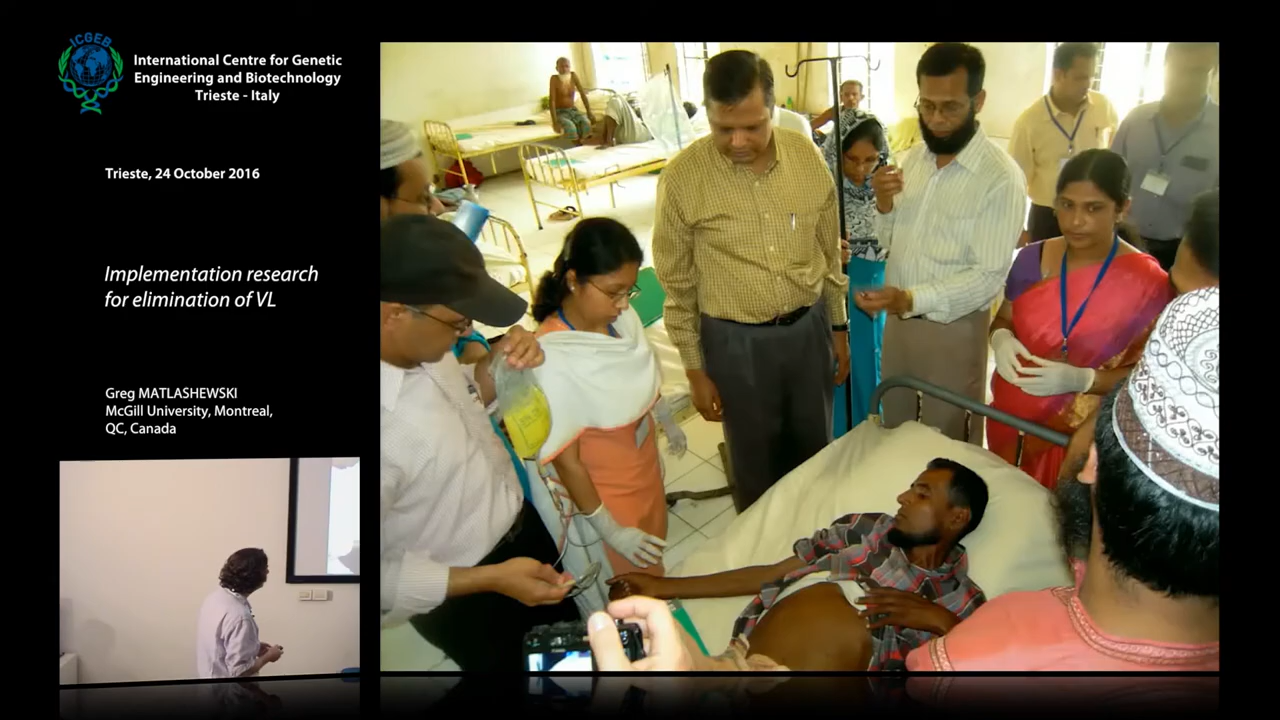 ICGEB
International Centre for Genetic
Engineering and Biotechnology
Trieste - Italy
Trieste, 24 October 2016
Implementation research
for elimination of VL
Greg MATLASHEWSKI
McGill University, Montreal,
QC, Canada